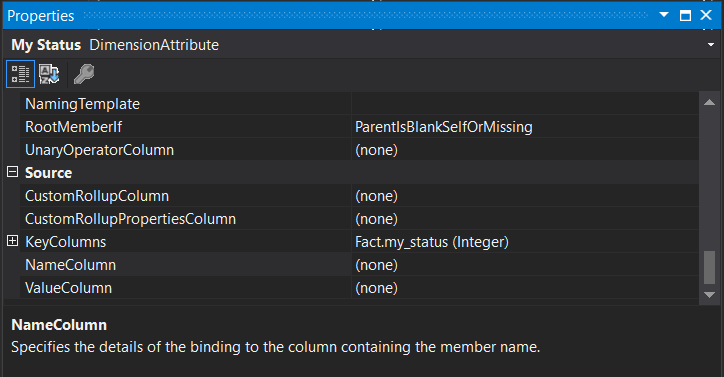 Properties
My Status DimensionAttribute
NamingTemplate
RootMemberIf ParentIsBlankSelfOrMissing
UnaryOperatorColumn (none)
Source
CustomRollupColumn (none)
CustomRollupPropertiesColumn (none)
KeyColumns Fact.my_status (Integer)
NameColumn (none)
ValueColumn (none)
NameColumn
Specifies the details of the binding to the column containing the member name.